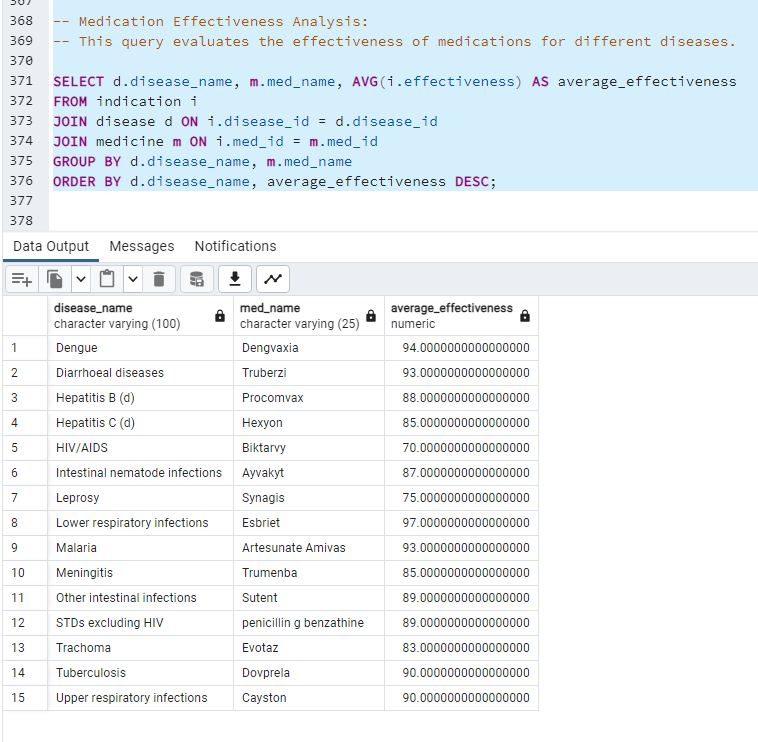 367
368 -- Medication Effectiveness Analysis:
369 -- This query evaluates the effectiveness of medications for different diseases.
370
371 SELECT d.disease_name, m.med_name, AVG(i.effectiveness) AS average_effectiveness
372 FROM indication i
373 JOIN disease d ON i.disease_id = d.disease_id
374 JOIN medicine m ON i.med_id = m.med_id
375 GROUP BY d.disease_name, m.med_name
376 ORDER BY d.disease_name, average_effectiveness DESC;
377
378
Data Output Messages Notifications
disease_name med_name average_effectiveness
character varying (100) character varying (25) numeric
1 Dengue Dengvaxia 94.0000000000000000
2 Diarrhoeal diseases Truberzi 93.0000000000000000
3 Hepatitis B (d) Procomvax 88.0000000000000000
4 Hepatitis C (d) Hexyon 85.0000000000000000
5 HIV/AIDS Biktarvy 70.0000000000000000
6 Intestinal nematode infections Ayvakyt 87.0000000000000000
7 Leprosy Synagis 75.0000000000000000
8 Lower respiratory infections Esbriet 97.0000000000000000
9 Malaria Artesunate Amivas 93.0000000000000000
10 Meningitis Trumenba 85.0000000000000000
11 Other intestinal infections Sutent 89.0000000000000000
12 STDs excluding HIV penicillin g benzathine 89.0000000000000000
13 Trachoma Evotaz 83.0000000000000000
14 Tuberculosis Dovprela 90.0000000000000000
15 Upper respiratory infections Cayston 90.0000000000000000